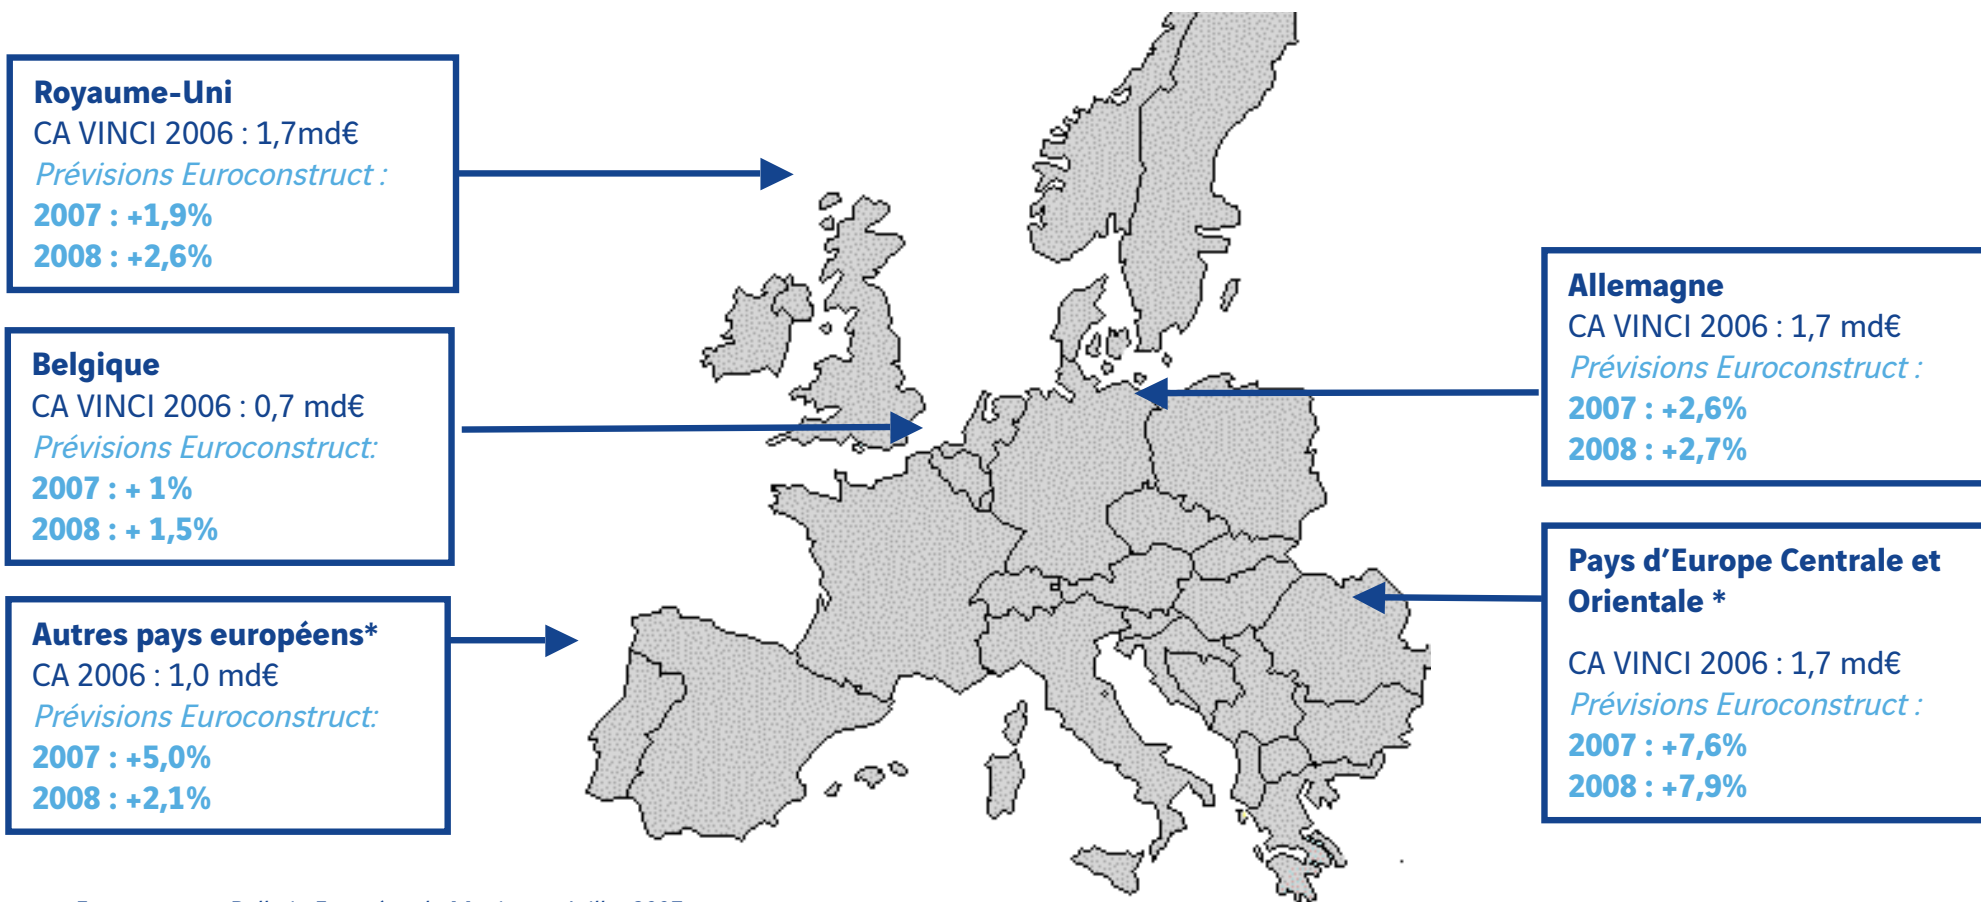 Royaume-Uni
CA VINCI 2006 : 1,7md€
Prévisions Euroconstruct :
2007 : +1,9%
2008 : +2,6%
Belgique
CA VINCI 2006 : 0,7 md€
Prévisions Euroconstruct:
2007 : + 1%
2008 : + 1,5%
Autres pays européens*
CA 2006 : 1,0 md€
Prévisions Euroconstruct:
2007 : +5,0%
2008 : +2,1%
Allemagne
CA VINCI 2006 : 1,7 md€
Prévisions Euroconstruct :
2007 : +2,6%
2008 : +2,7%
Pays d’Europe Centrale et
Orientale *
CA VINCI 2006 : 1,7 md€
Prévisions Euroconstruct :
2007 : +7,6%
2008 : +7,9%